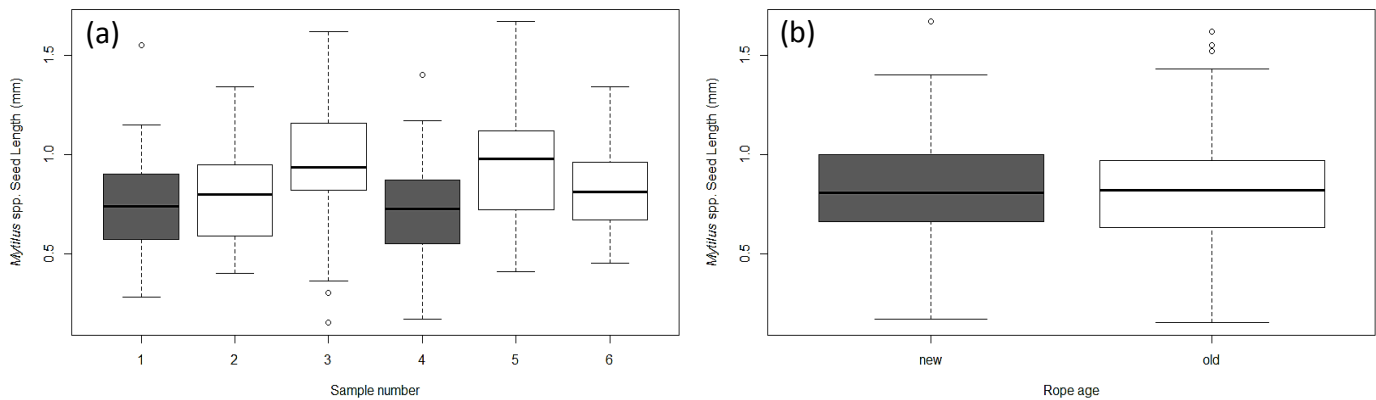 (a)
Mytilus spp. Seed Length (mm)
1.5
1.0
0.5
1 2 3 4 5 6
Sample number
(b)
Mytilus spp. Seed Length (mm)
1.5
1.0
0.5
new old
Rope age